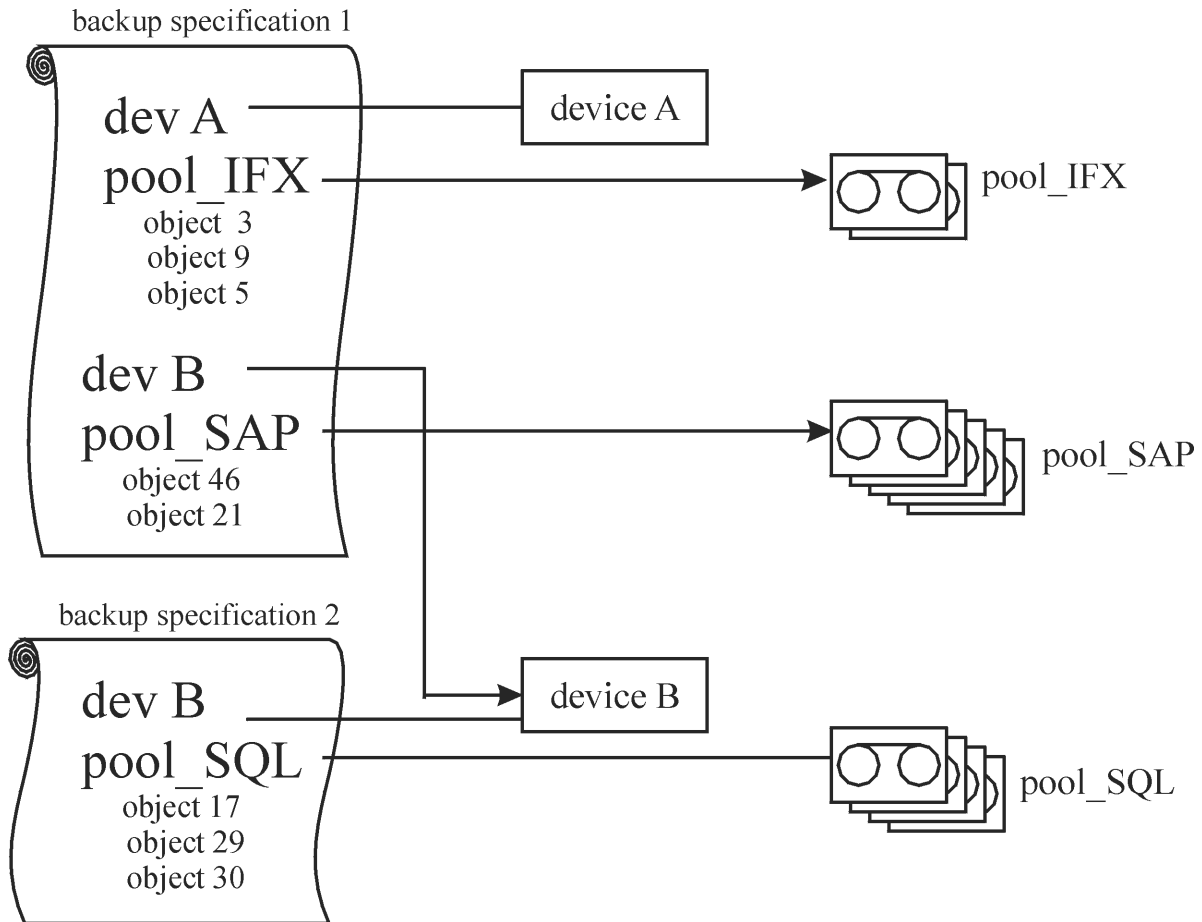 backup specification 1
dev A
device A
pool_IFX
pool_IFX
object 3
object 9
object 5
dev B
pool_SAP
pool_SAP
object 46
object 21
backup specification 2
dev B
device B
pool_SQL
pool_SQL
object 17
object 29
object 30